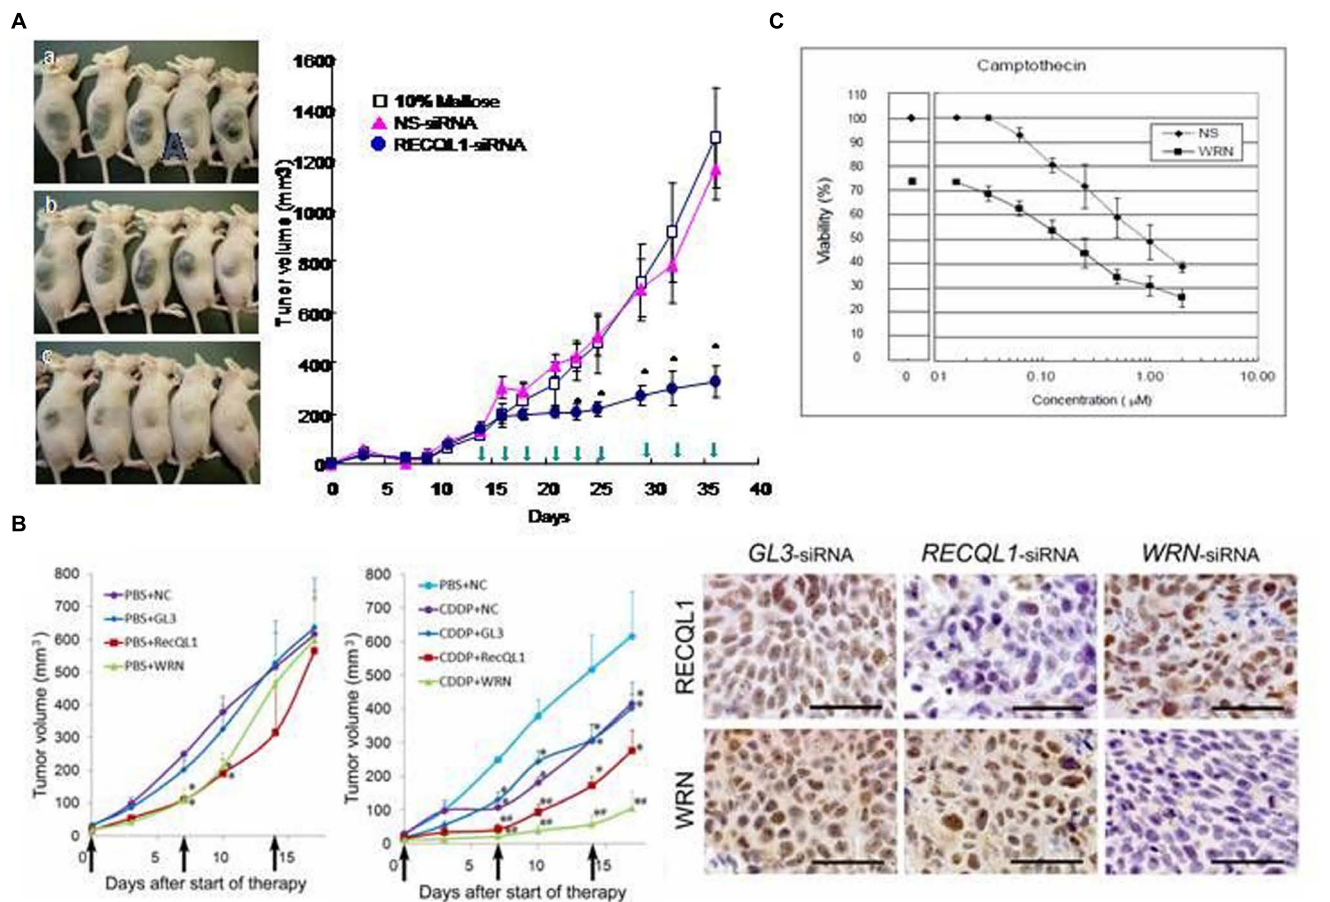 A
a
A
b
c
1600
1400
1200
1000
800
600
400
200
0
Tumor volume (mm3)
10% Maltose
NS-siRNA
RECQL1-siRNA
0 5 10 15 20 25 30 35 40
Days
C
Camptothecin
110
100
90
80
70
60
50
40
30
20
10
0
Viability (%)
NS
WRN
0 01 0.10 1.00 10.00
Concentration ( μM)
B
800
700
600
500
400
300
200
100
0
Tumor volume (mm³)
PBS+NC
PBS+GL3
PBS+RecQL1
PBS+WRN
0 5 10 15
Days after start of therapy
800
700
600
500
400
300
200
100
0
Tumor volume (mm³)
PBS+NC
CDDP+NC
CDDP+GL3
CDDP+RecQL1
CDDP+WRN
0 5 10 15
Days after start of therapy
GL3-siRNA RECQL1-siRNA WRN-siRNA
RECQL1
WRN